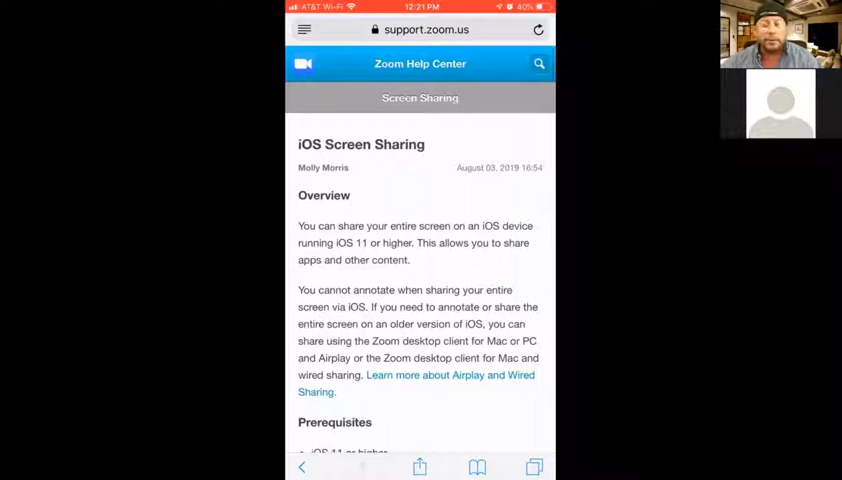 AT&T Wi-Fi 12:21 PM 40%
support.zoom.us
Zoom Help Center
Screen Sharing
iOS Screen Sharing
Molly Morris August 03, 2019 16:54
Overview
You can share your entire screen on an iOS device
running iOS 11 or higher. This allows you to share
apps and other content.
You cannot annotate when sharing your entire
screen via iOS. If you need to annotate or share the
entire screen on an older version of iOS, you can
share using the Zoom desktop client for Mac or PC
and Airplay or the Zoom desktop client for Mac and
wired sharing. Learn more about Airplay and Wired
Sharing.
Prerequisites
• iOS 11 or higher